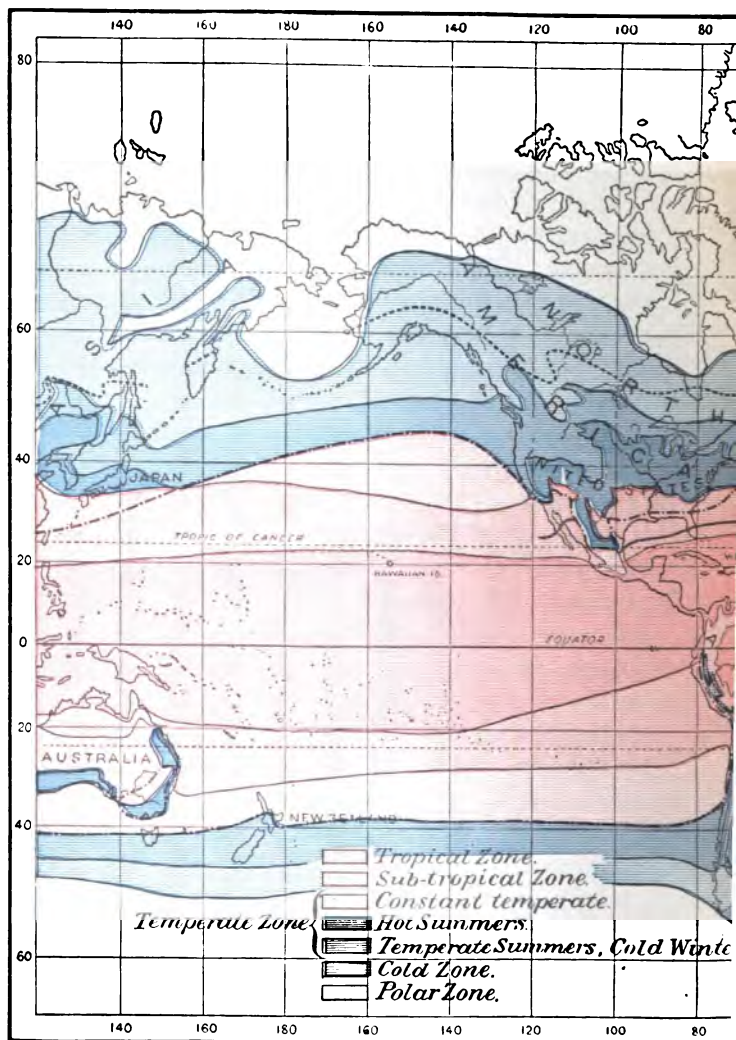 140 160 180 160 140 120 100 80
80
60
40
20
0
20
40
60
S I
N O R T H
M E I C A
UNITED
TES
JAPAN
TROPIC OF CANCER
HAWAIIAN IS.
EQUATOR
AUSTRALIA
NEW ZEALAND
Tropical Zone.
Sub-tropical Zone.
Constant temperate.
Temperate Zone
Hot Summers.
Temperate Summers, Cold Winte
Cold Zone.
Polar Zone.
140 160 180 160 140 120 100 80